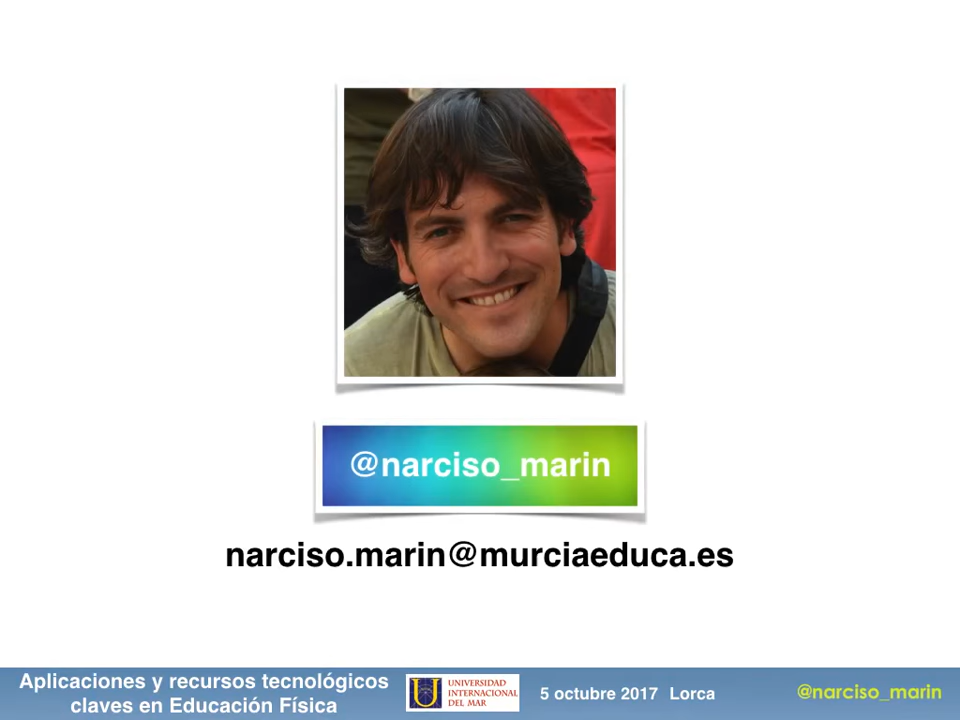 @narciso_marin
narciso.marin@murciaeduca.es
Aplicaciones y recursos tecnológicos
claves en Educación Física
UNIVERSIDAD
INTERNACIONAL
DEL MAR
5 octubre 2017 Lorca
@narciso_marin